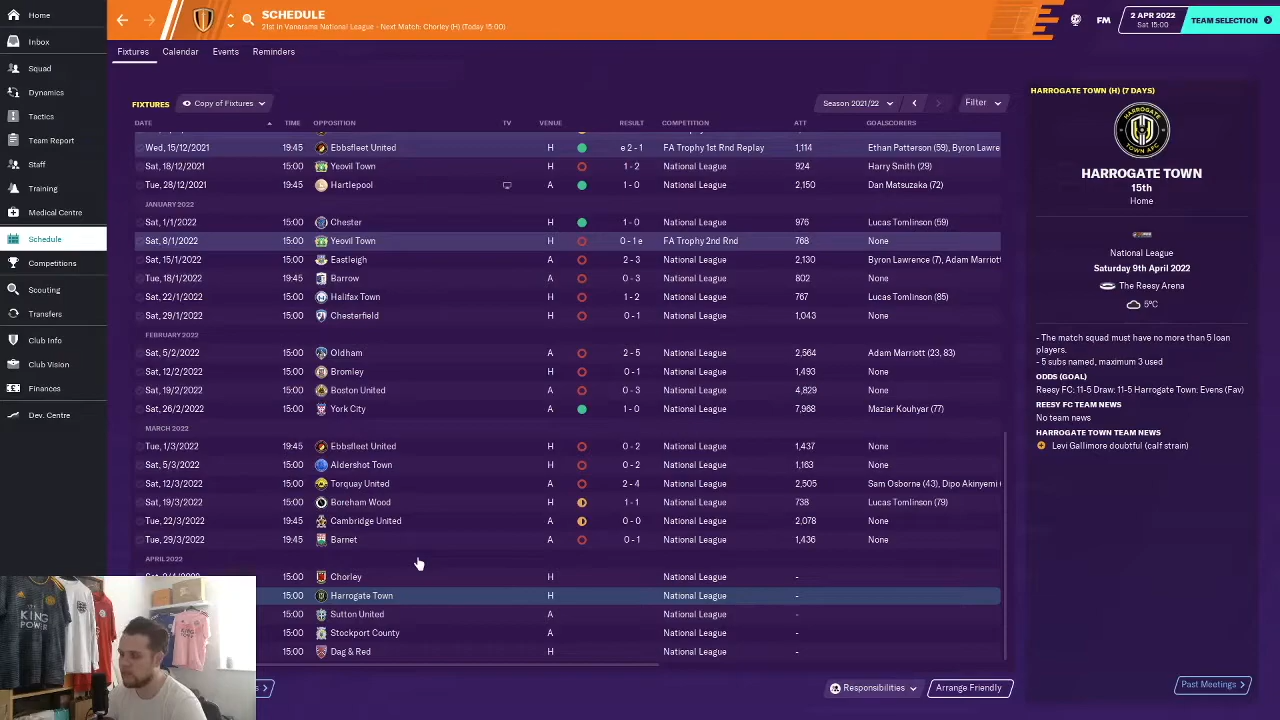 SCHEDULE
21st in Vanarama National League - Next Match: Chorley (H) (Today 15:00)
FM
2 APR 2022
Sat 15:00
TEAM SELECTION
Home
Inbox
Squad
Dynamics
Tactics
Team Report
Staff
Training
Medical Centre
Schedule
Competitions
Scouting
Transfers
Club Info
Club Vision
Finances
Dev. Centre
Fixtures Calendar Events Reminders
FIXTURES Copy of Fixtures Season 2021/22 Filter
DATE TIME OPPOSITION TV VENUE RESULT COMPETITION ATT GOALSCORERS
Wed, 15/12/2021 19:45 Ebbsfleet United H e 2 - 1 FA Trophy 1st Rnd Replay 1,114 Ethan Patterson (59), Byron Lawre
Sat, 18/12/2021 15:00 Yeovil Town H 1 - 2 National League 924 Harry Smith (29)
Tue, 28/12/2021 19:45 Hartlepool A 1 - 0 National League 2,150 Dan Matsuzaka (72)
JANUARY 2022
Sat, 1/1/2022 15:00 Chester H 1 - 0 National League 976 Lucas Tomlinson (59)
Sat, 8/1/2022 15:00 Yeovil Town H 0 - 1 e FA Trophy 2nd Rnd 768 None
Sat, 15/1/2022 15:00 Eastleigh A 2 - 3 National League 2,130 Byron Lawrence (7), Adam Marriott
Tue, 18/1/2022 19:45 Barrow A 0 - 3 National League 802 None
Sat, 22/1/2022 15:00 Halifax Town H 1 - 2 National League 767 Lucas Tomlinson (85)
Sat, 29/1/2022 15:00 Chesterfield H 0 - 1 National League 1,043 None
FEBRUARY 2022
Sat, 5/2/2022 15:00 Oldham A 2 - 5 National League 2,564 Adam Marriott (23, 83)
Sat, 12/2/2022 15:00 Bromley H 0 - 1 National League 1,493 None
Sat, 19/2/2022 15:00 Boston United A 0 - 3 National League 4,829 None
Sat, 26/2/2022 15:00 York City A 1 - 0 National League 7,968 Maziar Kouhyar (77)
MARCH 2022
Tue, 1/3/2022 19:45 Ebbsfleet United H 0 - 2 National League 1,437 None
Sat, 5/3/2022 15:00 Aldershot Town H 0 - 2 National League 1,163 None
Sat, 12/3/2022 15:00 Torquay United A 2 - 4 National League 2,505 Sam Osborne (43), Dipo Akinyemi (
Sat, 19/3/2022 15:00 Boreham Wood H 1 - 1 National League 738 Lucas Tomlinson (79)
Tue, 22/3/2022 19:45 Cambridge United A 0 - 0 National League 2,078 None
Tue, 29/3/2022 19:45 Barnet A 0 - 1 National League 1,436 None
APRIL 2022
15:00 Chorley H National League -
15:00 Harrogate Town H National League -
15:00 Sutton United A National League -
15:00 Stockport County A National League -
15:00 Dag & Red H National League -
Responsibilities Arrange Friendly
HARROGATE TOWN (H) (7 DAYS)
HARROGATE
TOWN AFC
HARROGATE TOWN
15th
Home
National League
Saturday 9th April 2022
The Reesy Arena
5°C
- The match squad must have no more than 5 loan
players.
- 5 subs named, maximum 3 used
ODDS (GOAL)
Reesy FC: 11-5 Draw: 11-5 Harrogate Town: Evens (Fav)
REESY FC TEAM NEWS
No team news
HARROGATE TOWN TEAM NEWS
Levi Gallimore doubtful (calf strain)
Past Meetings
KING
POWER